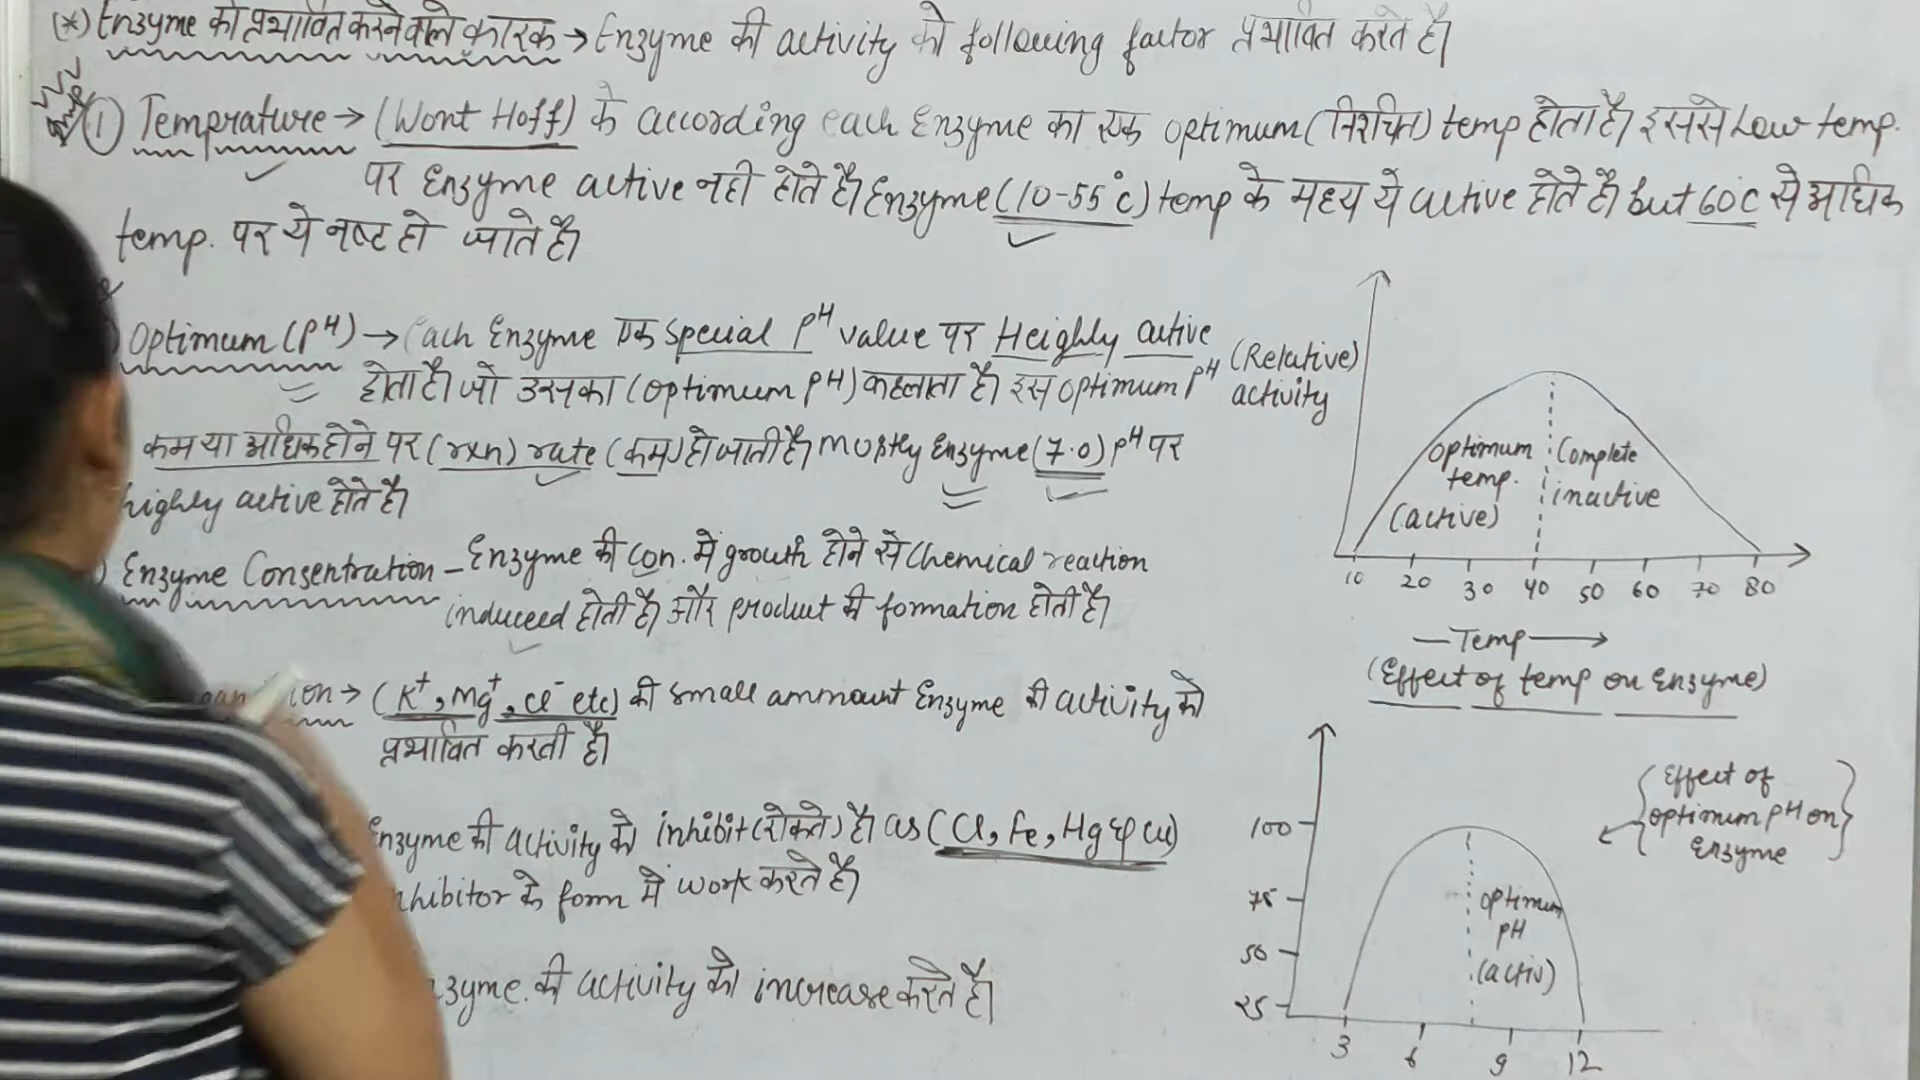 (*) Enzyme को प्रभावित करने वाले कारक → Enzyme की activity को following factor प्रभावित करते है।
① Temprature → (Wont Hoff) के according each Enzyme का एक optimum (निश्चित) temp होता है। इससे Low temp.
पर Enzyme active नही होते है। Enzyme (10-55°c) temp के मध्य ये active होते है। but 60°c से अधिक
temp. पर ये नष्ट हो जाते है।
Optimum (pH) → Each Enzyme एक special pH value पर Heighly active
होता है। जो उसका (optimum pH) कहलाता है। इस optimum pH
कम या अधिक होने पर (rxn) rate (कम) हो जाती है। mostly Enzyme (7.0) pH पर
highly active होते है।
Enzyme Consentration - Enzyme की con. मे growth होने से Chemical reaction
induceed होती है। और product की formation होती है।
ion → (K⁺, Mg⁺, Cl⁻ etc) की small ammount Enzyme की activity को
प्रभावित करती है।
Enzyme की activity को inhibit (रोकते) है। as (Cl, Fe, Hg & Cu)
nhibitor के form मे work करते है।
zyme. की activity को increase करते है।
(Relative)
activity
optimum
temp.
(active)
Complete
inactive
10 20 30 40 50 60 70 80
— Temp →
(Effect of temp on Enzyme)
{Effect of
optimum pH on
Enzyme}
100
75
50
25
optimum
pH
(activ)
3 6 9 12